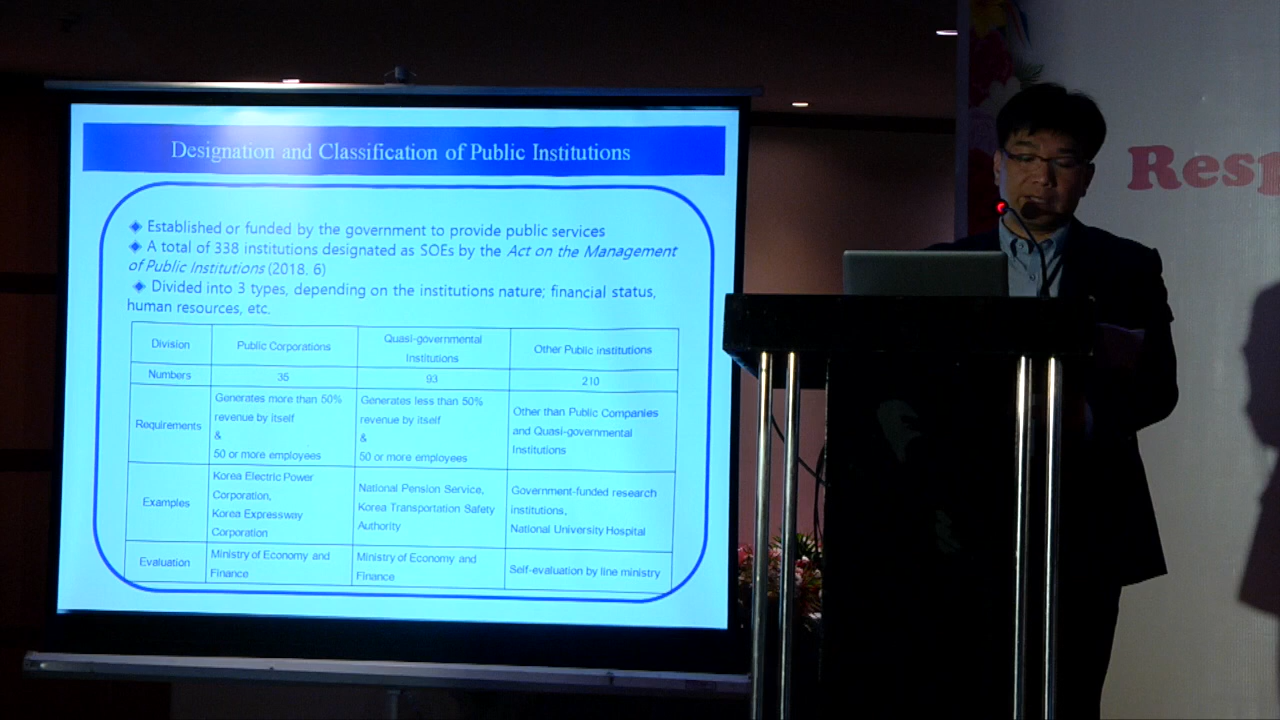 Designation and Classification of Public Institutions
Established or funded by the government to provide public services
A total of 338 institutions designated as SOEs by the Act on the Management
of Public Institutions (2018. 6)
Divided into 3 types, depending on the institutions nature; financial status,
human resources, etc.
Division
Public Corporations
Quasi-governmental
Institutions
Other Public institutions
Numbers
35
93
210
Requirements
Generates more than 50%
revenue by itself
&
50 or more employees
Generates less than 50%
revenue by itself
&
50 or more employees
Other than Public Companies
and Quasi-governmental
Institutions
Examples
Korea Electric Power
Corporation,
Korea Expressway
Corporation
National Pension Service,
Korea Transportation Safety
Authority
Government-funded research
institutions,
National University Hospital
Evaluation
Ministry of Economy and
Finance
Ministry of Economy and
Finance
Self-evaluation by line ministry
Resp